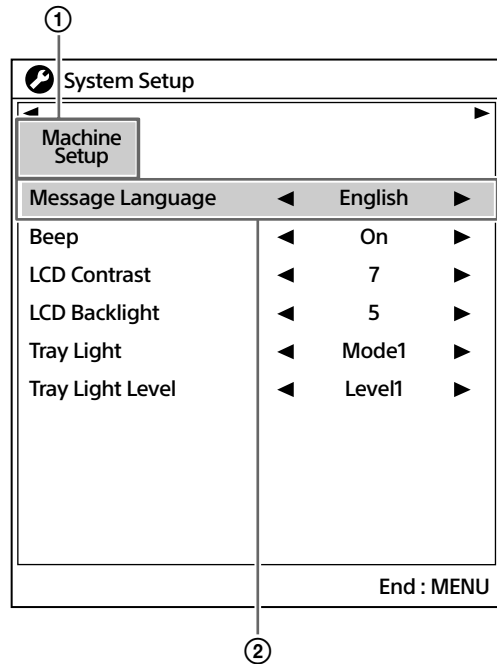 ①
System Setup
◄ ►
Machine
Setup
Message Language ◄ English ►
Beep ◄ On ►
LCD Contrast ◄ 7 ►
LCD Backlight ◄ 5 ►
Tray Light ◄ Mode1 ►
Tray Light Level ◄ Level1 ►
End : MENU
②